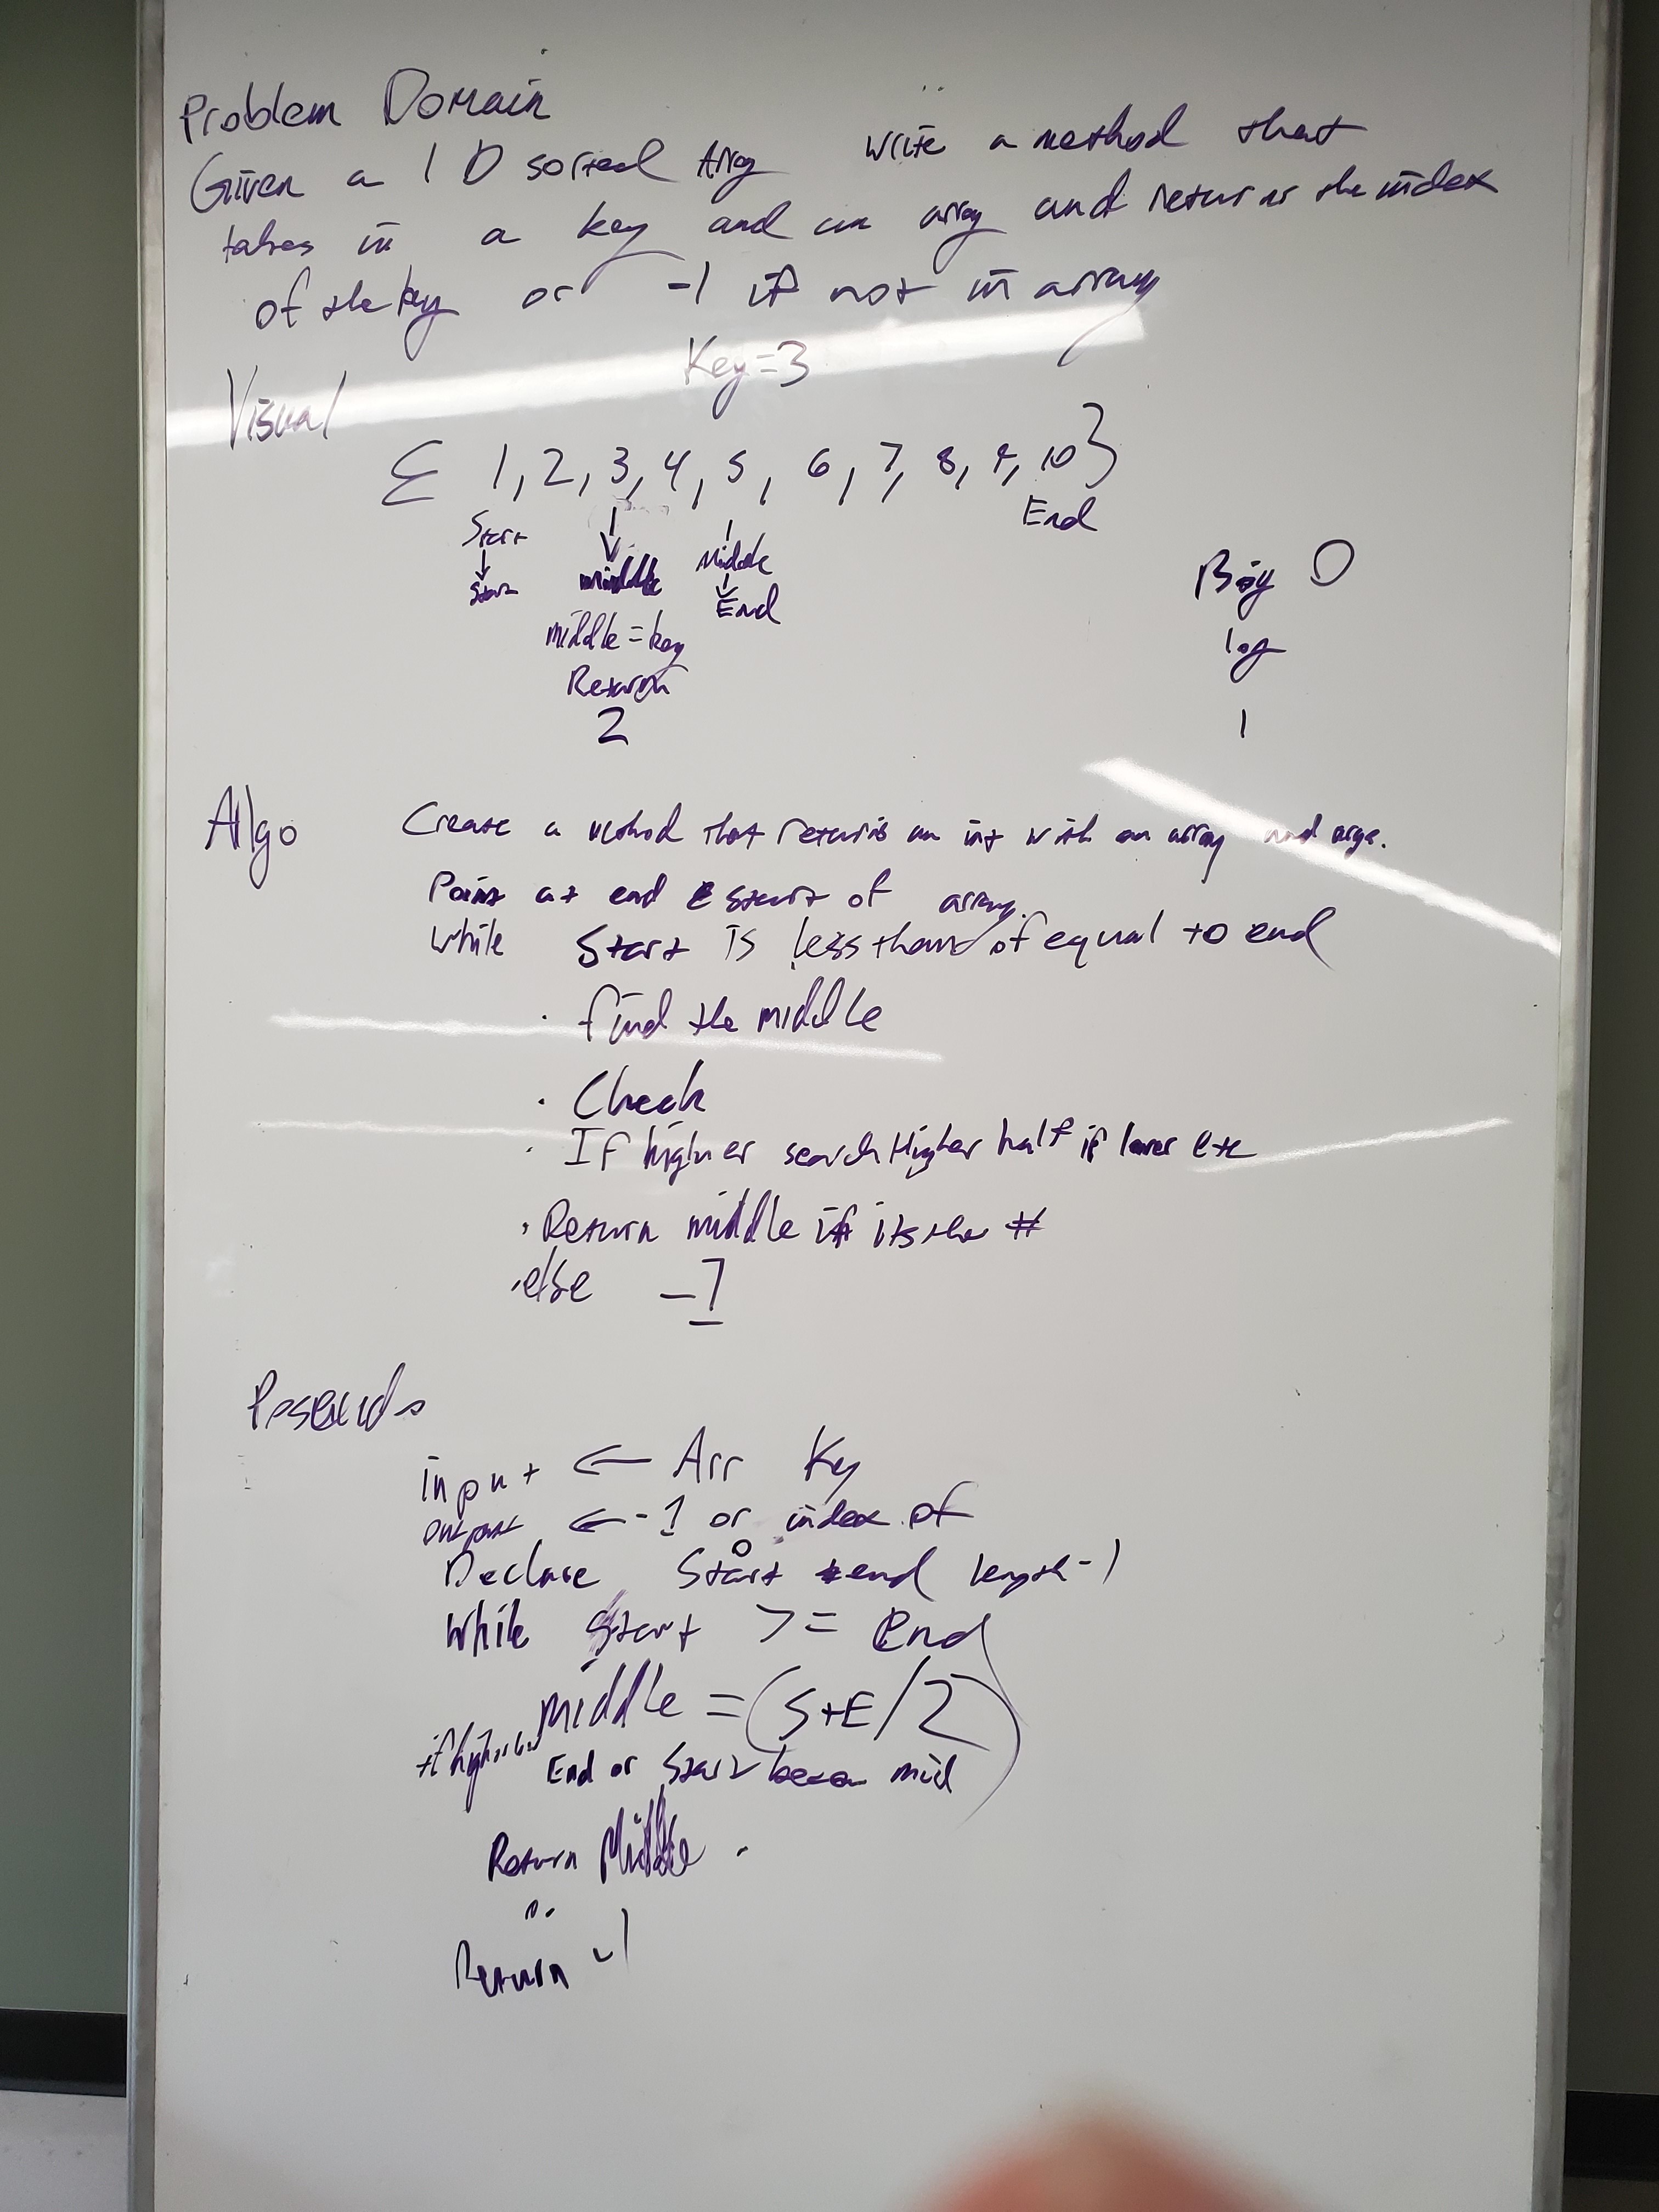 Problem Domain
Given a 1 D sorted Array write a method that
takes in a key and an array and returns the index
of the key or -1 if not in array
Key=3
Visual
{ 1, 2, 3, 4, 5, 6, 7, 8, 9, 10}
Start middle Middle End
Start End
middle = key
Return
2
Big O
log
1
Algo Create a method that returns an int with an array and args.
Point at end & start of array.
While Start is less than or equal to end
· find the middle
· Check
· If higher search Higher half if lower etc
· Return middle if its the #
· else -1
Pseudo
input ← Arr Key
output ← -1 or index of
Declare Start 0 end length-1
While Start >= End
middle = (S+E/2)
if higher
End or Start mid
Return Middle
Return -1